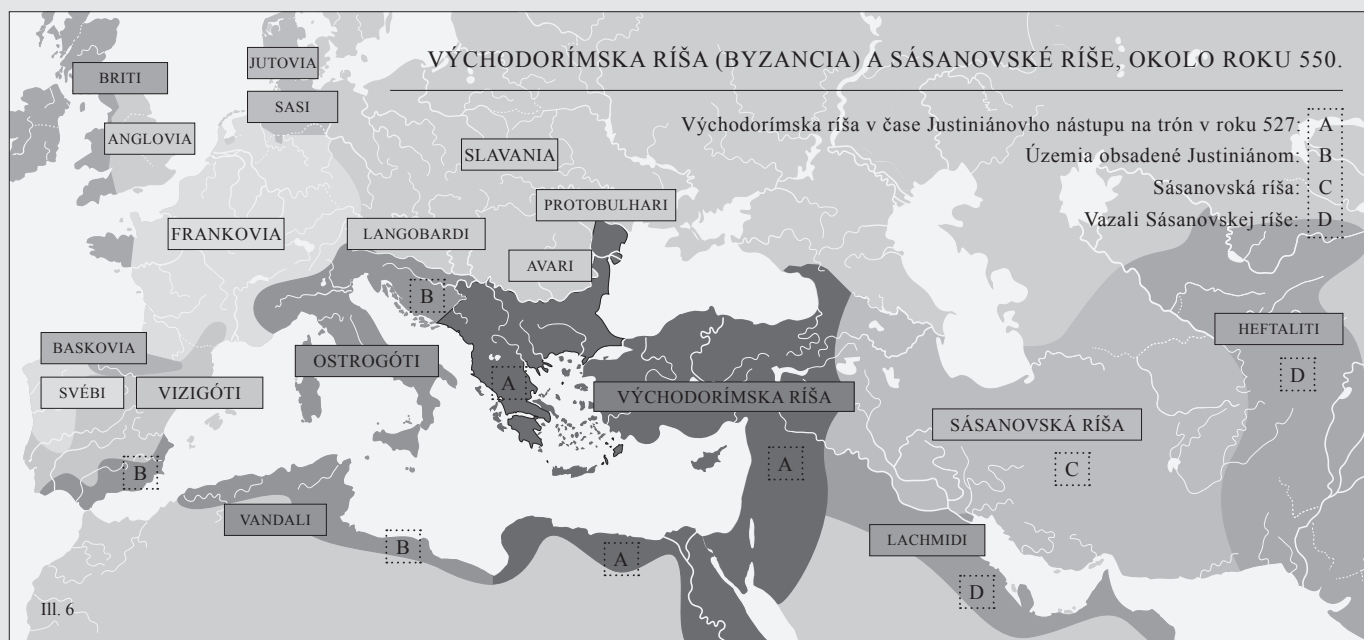 VÝCHODORÍMSKA RÍŠA (BYZANCIA) A SÁSANOVSKÉ RÍŠE, OKOLO ROKU 550.
Východorímska ríša v čase Justiniánovho nástupu na trón v roku 527: A
Územia obsadené Justiniánom: B
Sásanovská ríša: C
Vazali Sásanovskej ríše: D
BRITI
JUTOVIA
SASI
ANGLOVIA
SLAVANIA
PROTOBULHARI
FRANKOVIA
LANGOBARDI
AVARI
B
HEFTALITI
BASKOVIA
OSTROGÓTI
D
SVÉBI
VIZIGÓTI
A
VÝCHODORÍMSKA RÍŠA
SÁSANOVSKÁ RÍŠA
B
A
C
VANDALI
B
A
LACHMIDI
D
Ill. 6